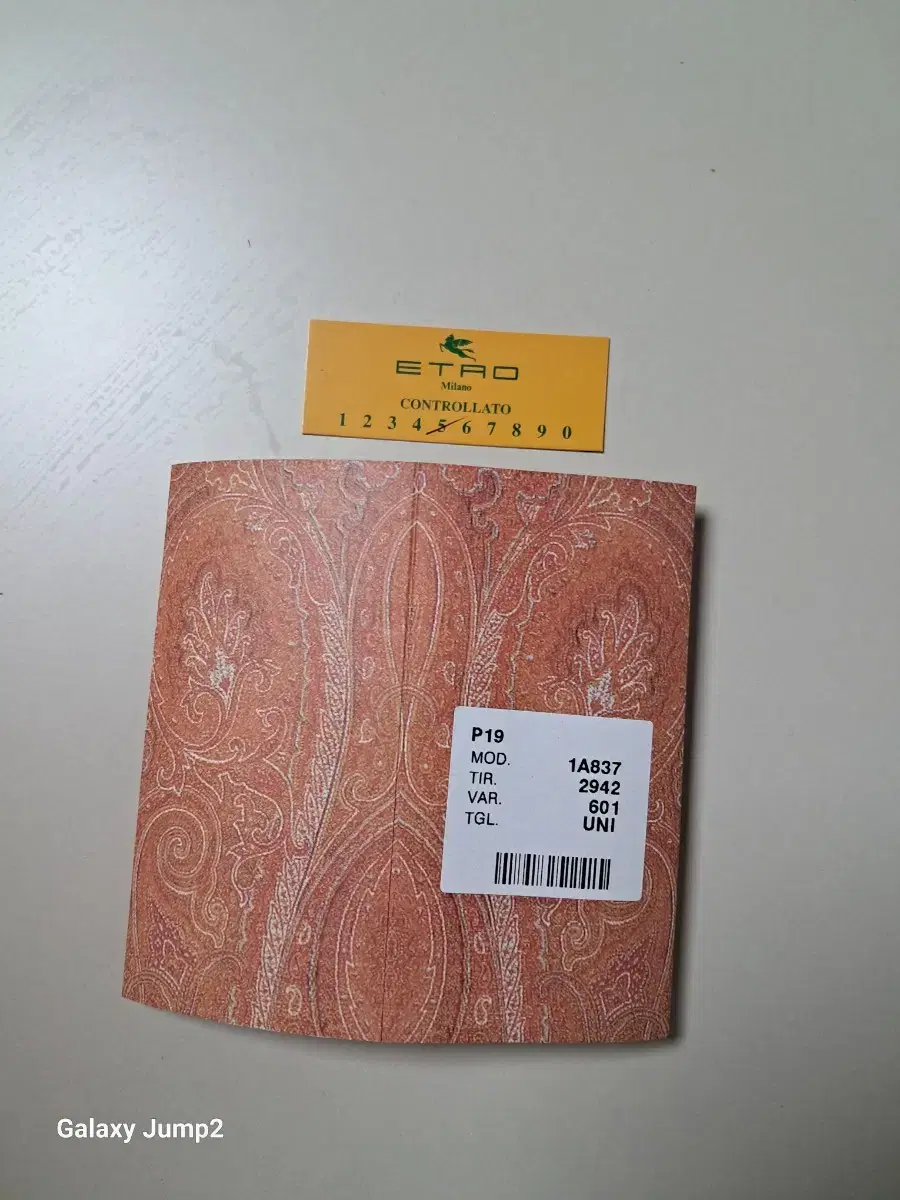 ETRO
Milano
CONTROLLATO
1 2 3 4 5 6 7 8 9 0
P19
MOD. 1A837
TIR. 2942
VAR. 601
TGL. UNI
Galaxy Jump2